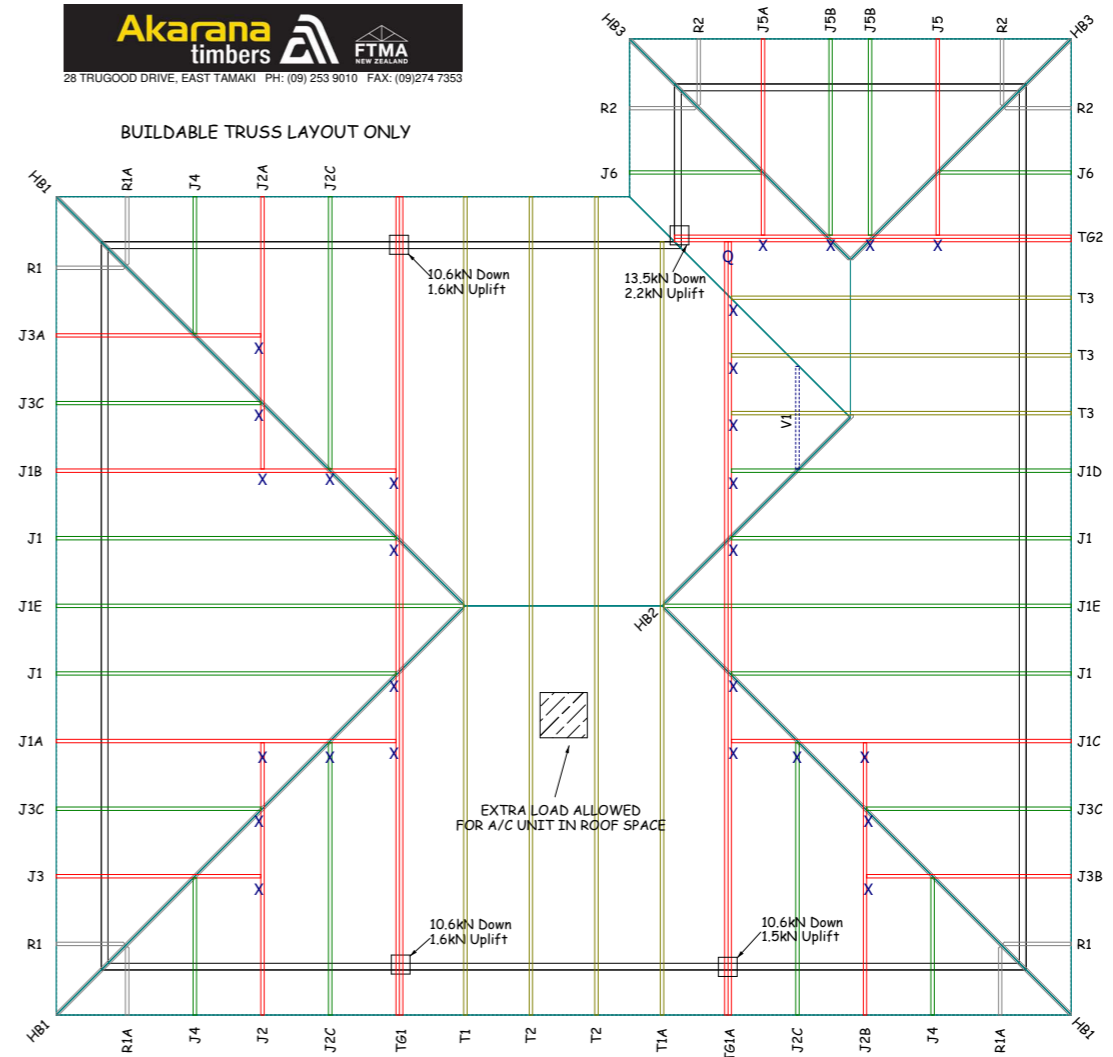 Akarana
timbers
FTMA
NEW ZEALAND
28 TRUGOOD DRIVE, EAST TAMAKI PH: (09) 253 9010 FAX: (09)274 7353
BUILDABLE TRUSS LAYOUT ONLY
HB3
R2
J5A
J5B
J5B
J5
R2
HB3
R2
R2
J6
J6
HB1
R1A
J4
J2A
J2C
TG2
X
X
X
X
Q
10.6kN Down
1.6kN Uplift
13.5kN Down
2.2kN Uplift
R1
T3
X
J3A
X
T3
X
J3C
X
T3
X
V1
J1B
X
X
X
J1D
X
J1
X
J1
X
J1E
HB2
J1E
J1
X
J1
X
J1A
X
X
X
J1C
X
X
X
EXTRA LOAD ALLOWED
FOR A/C UNIT IN ROOF SPACE
J3C
X
J3C
X
J3
X
J3B
X
10.6kN Down
1.6kN Uplift
10.6kN Down
1.5kN Uplift
R1
R1
HB1
R1A
J4
J2
J2C
TG1
T1
T2
T2
T1A
TG1A
J2C
J2B
J4
R1A
HB1